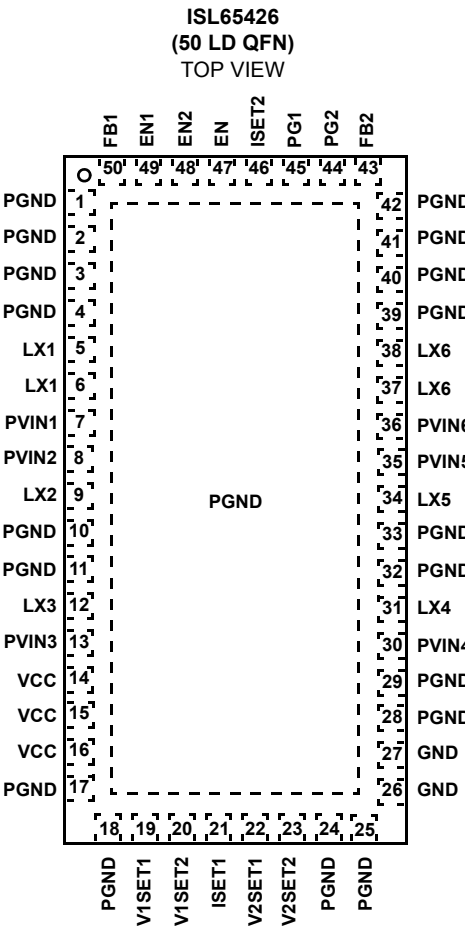 ISL65426
(50 LD QFN)
TOP VIEW
FB1 EN1 EN2 EN ISET2 PG1 PG2 FB2
50 49 48 47 46 45 44 43
PGND 1 42 PGND
PGND 2 41 PGND
PGND 3 40 PGND
PGND 4 39 PGND
LX1 5 38 LX6
LX1 6 37 LX6
PVIN1 7 36 PVIN6
PVIN2 8 35 PVIN5
LX2 9 34 LX5
PGND
PGND 10 33 PGND
PGND 11 32 PGND
LX3 12 31 LX4
PVIN3 13 30 PVIN4
VCC 14 29 PGND
VCC 15 28 PGND
VCC 16 27 GND
PGND 17 26 GND
18 19 20 21 22 23 24 25
PGND V1SET1 V1SET2 ISET1 V2SET1 V2SET2 PGND PGND